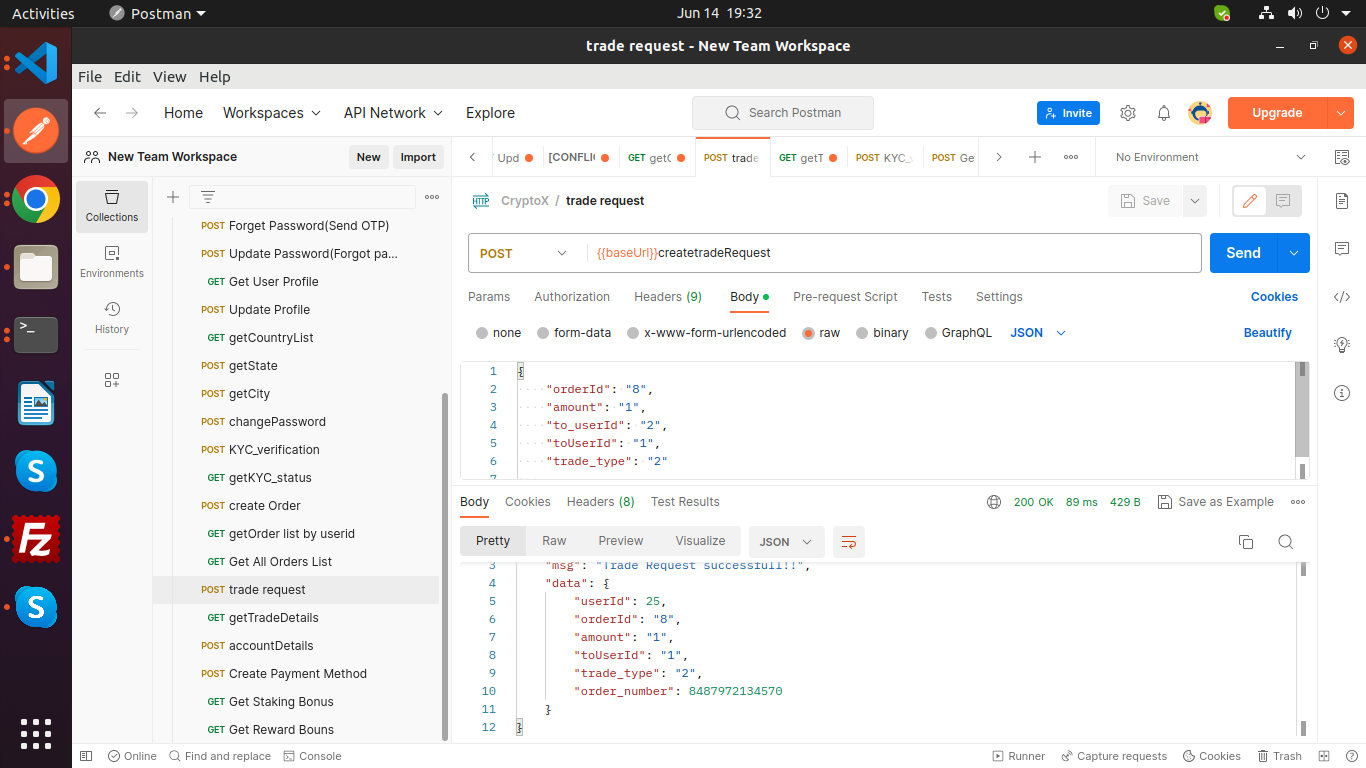 Activities Postman Jun 14 19:32
trade request - New Team Workspace
File Edit View Help
Home Workspaces API Network Explore Search Postman Invite Upgrade
New Team Workspace New Import Upd [CONFLI GET getC POST trade GET getT POST KYC_ POST Ge No Environment
Collections
Environments
History
POST Forget Password(Send OTP)
POST Update Password(Forgot pa...
GET Get User Profile
POST Update Profile
GET getCountryList
POST getState
POST getCity
POST changePassword
POST KYC_verification
GET getKYC_status
POST create Order
GET getOrder list by userid
GET Get All Orders List
POST trade request
GET getTradeDetails
POST accountDetails
POST Create Payment Method
GET Get Staking Bonus
GET Get Reward Bouns
HTTP CryptoX / trade request Save
POST {{baseUrl}}createtradeRequest Send
Params Authorization Headers (9) Body Pre-request Script Tests Settings Cookies
none form-data x-www-form-urlencoded raw binary GraphQL JSON Beautify
1 {
2 "orderId": "8",
3 "amount": "1",
4 "to_userId": "2",
5 "toUserId": "1",
6 "trade_type": "2"
7
Body Cookies Headers (8) Test Results 200 OK 89 ms 429 B Save as Example
Pretty Raw Preview Visualize JSON
3 "msg": "Trade Request successfull!!",
4 "data": {
5 "userId": 25,
6 "orderId": "8",
7 "amount": "1",
8 "toUserId": "1",
9 "trade_type": "2",
10 "order_number": 8487972134570
11 }
12 }
Online Find and replace Console Runner Capture requests Cookies Trash